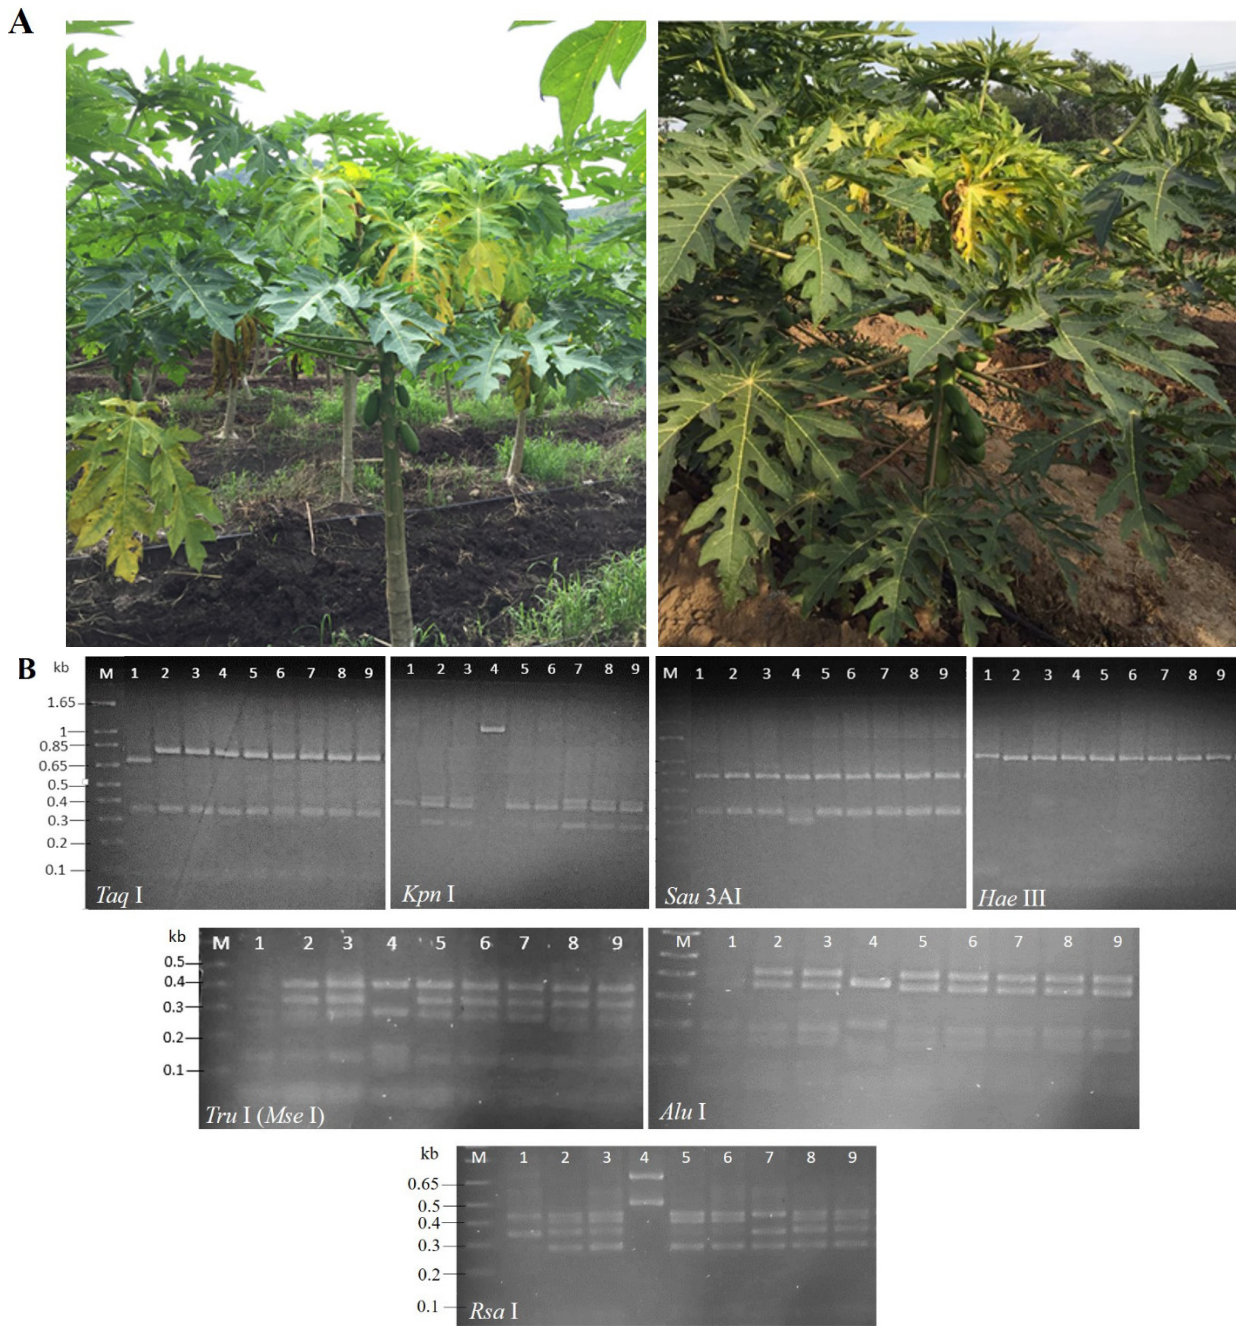 A
B
kb
M 1 2 3 4 5 6 7 8 9
1.65
1
0.85
0.65
0.5
0.4
0.3
0.2
0.1
Taq I
1 2 3 4 5 6 7 8 9
Kpn I
M 1 2 3 4 5 6 7 8 9
Sau 3AI
1 2 3 4 5 6 7 8 9
Hae III
kb
M 1 2 3 4 5 6 7 8 9
0.5
0.4
0.3
0.2
0.1
Tru I (Mse I)
M 1 2 3 4 5 6 7 8 9
Alu I
kb
M 1 2 3 4 5 6 7 8 9
0.65
0.5
0.4
0.3
0.2
0.1
Rsa I